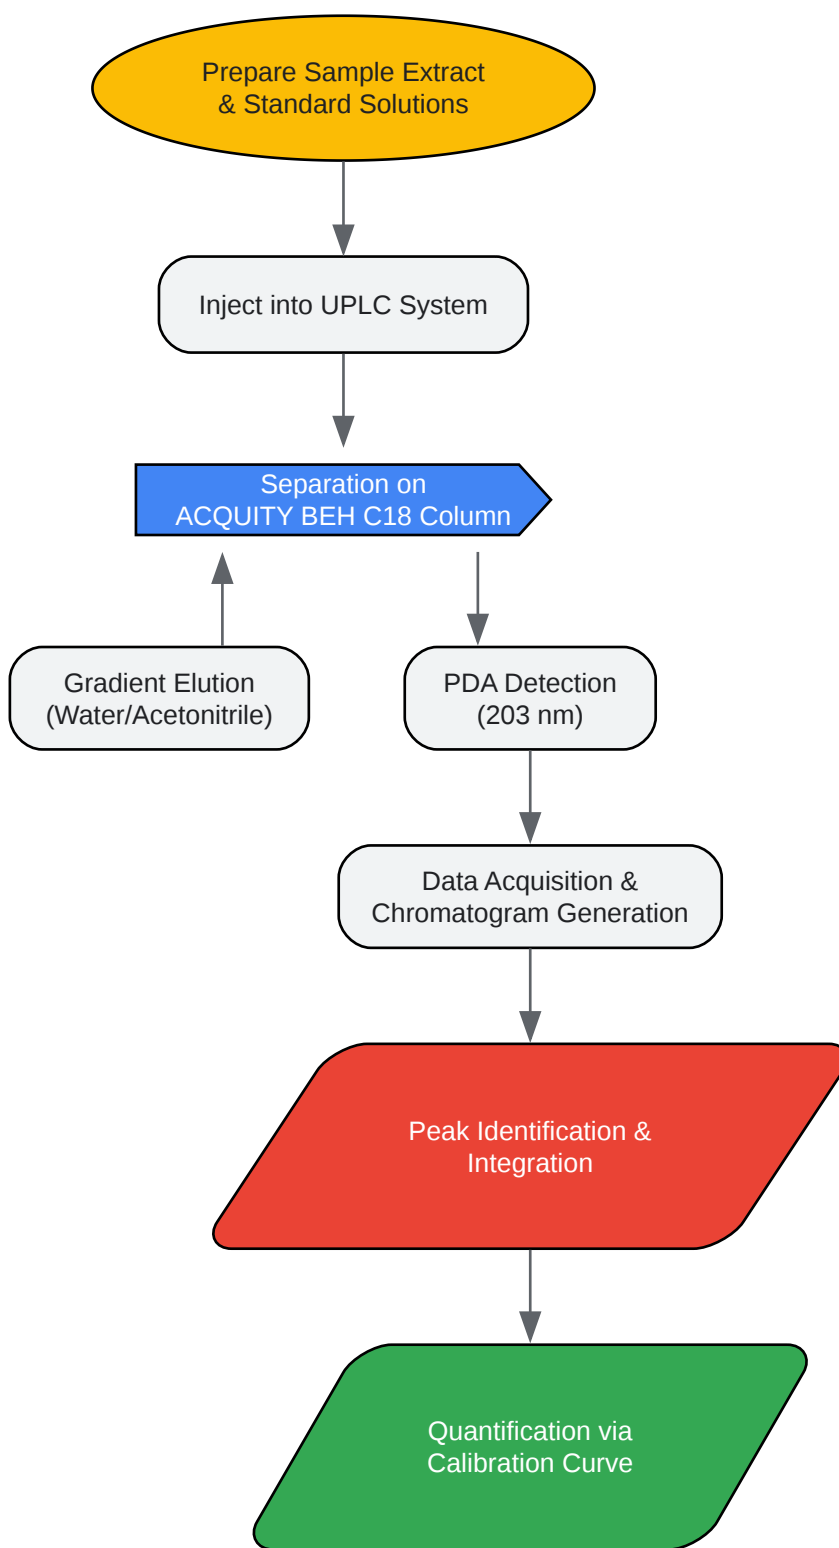 Prepare Sample Extract
& Standard Solutions
Inject into UPLC System
Separation on
ACQUITY BEH C18 Column
Gradient Elution
(Water/Acetonitrile)
PDA Detection
(203 nm)
Data Acquisition &
Chromatogram Generation
Peak Identification &
Integration
Quantification via
Calibration Curve